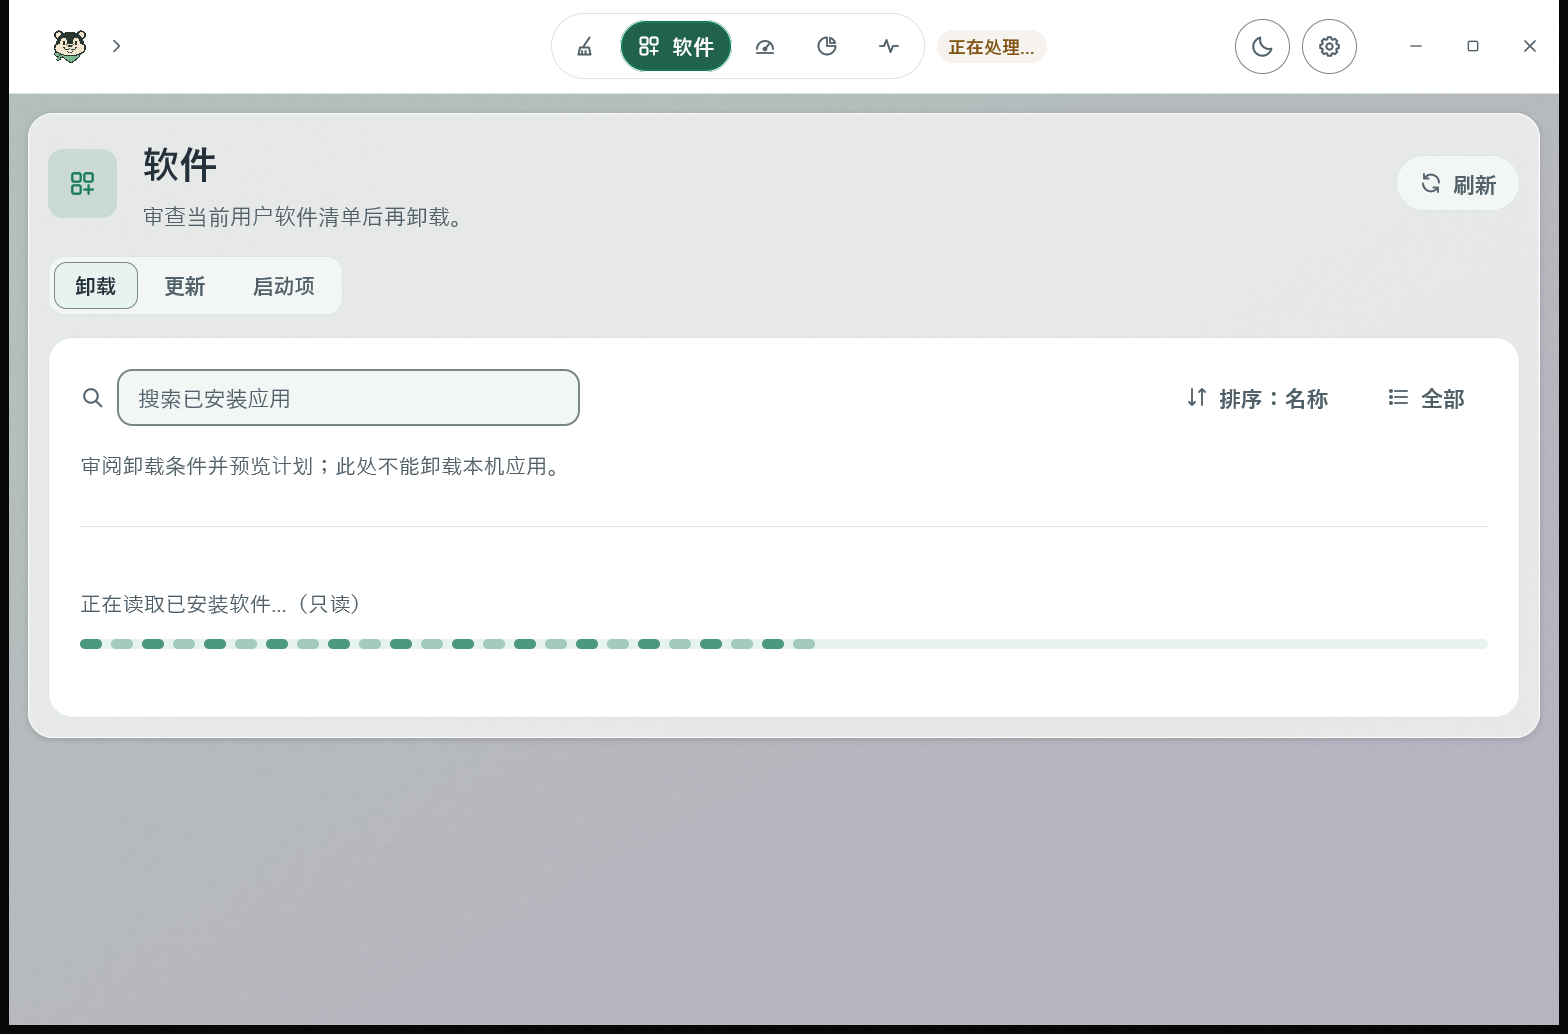 软件
正在处理...
软件
审查当前用户软件清单后再卸载。
刷新
卸载
更新
启动项
搜索已安装应用
排序：名称
全部
审阅卸载条件并预览计划；此处不能卸载本机应用。
正在读取已安装软件...（只读）